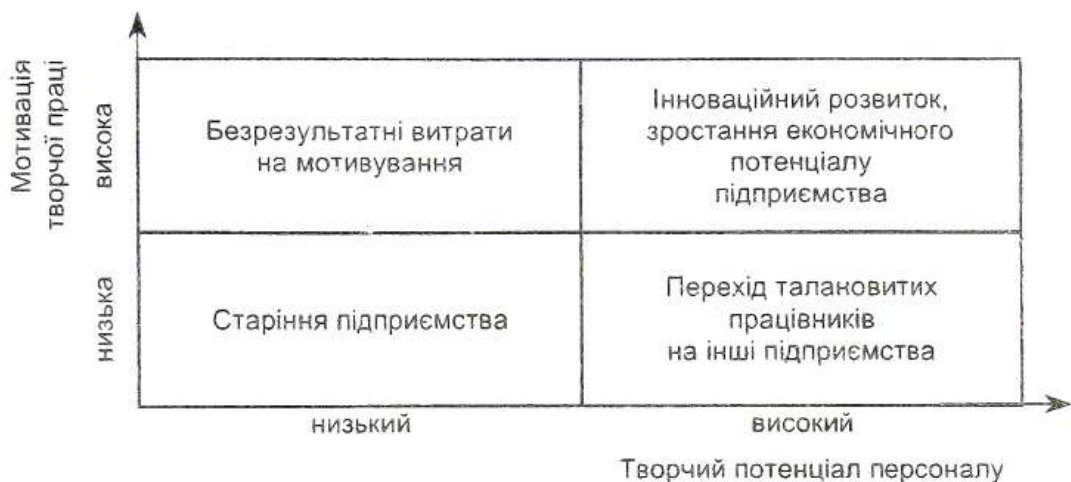 Мотивація
творчої праці
висока
низька
Безрезультатні витрати
на мотивування
Інноваційний розвиток,
зростання економічного
потенціалу
підприємства
Старіння підприємства
Перехід талановитих
працівників
на інші підприємства
низький
високий
Творчий потенціал персоналу